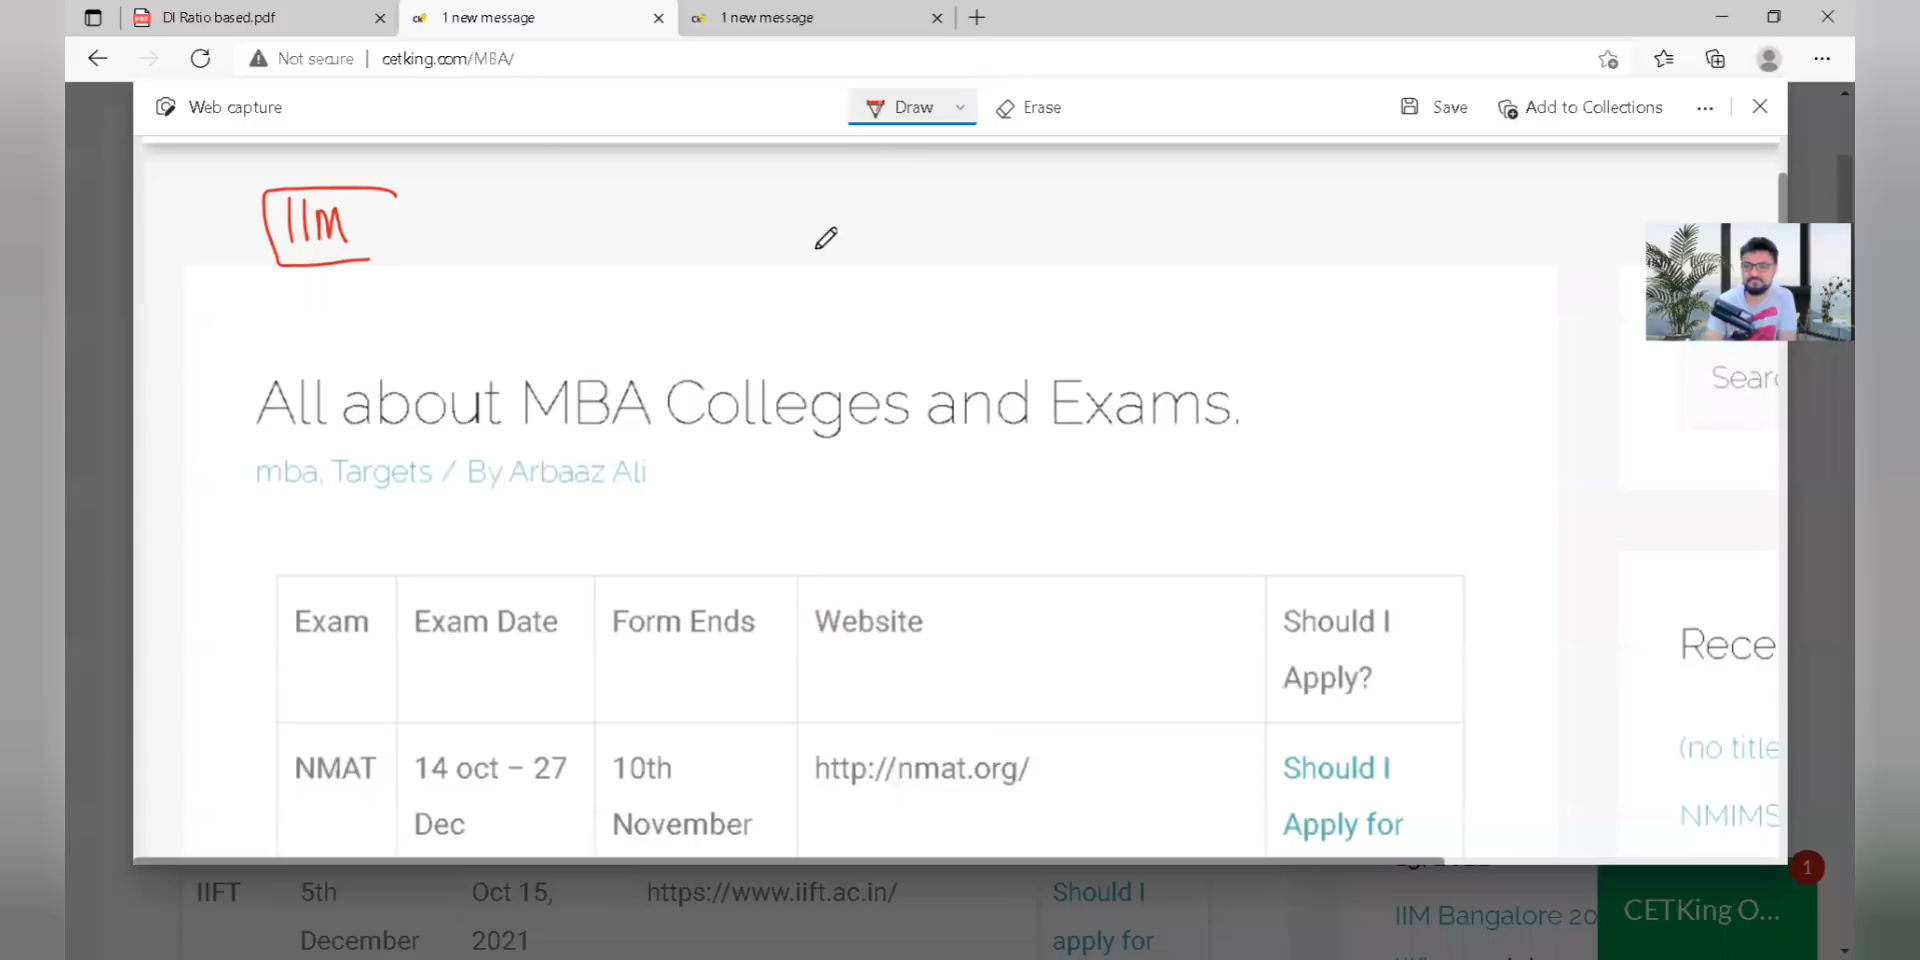 DI Ratio based.pdf
1 new message
1 new message
Not secure
cetking.com/MBA/
Web capture
Draw
Erase
Save
Add to Collections
IIM
All about MBA Colleges and Exams.
mba, Targets / By Arbaaz Ali
Sear
Exam
Exam Date
Form Ends
Website
Should I
Apply?
Rece
NMAT
14 oct – 27
Dec
10th
November
http://nmat.org/
Should I
Apply for
(no title
NMIMS
IIFT
5th
December
Oct 15,
2021
https://www.iift.ac.in/
Should I
apply for
IIM Bangalore 20
CETKing O...
1